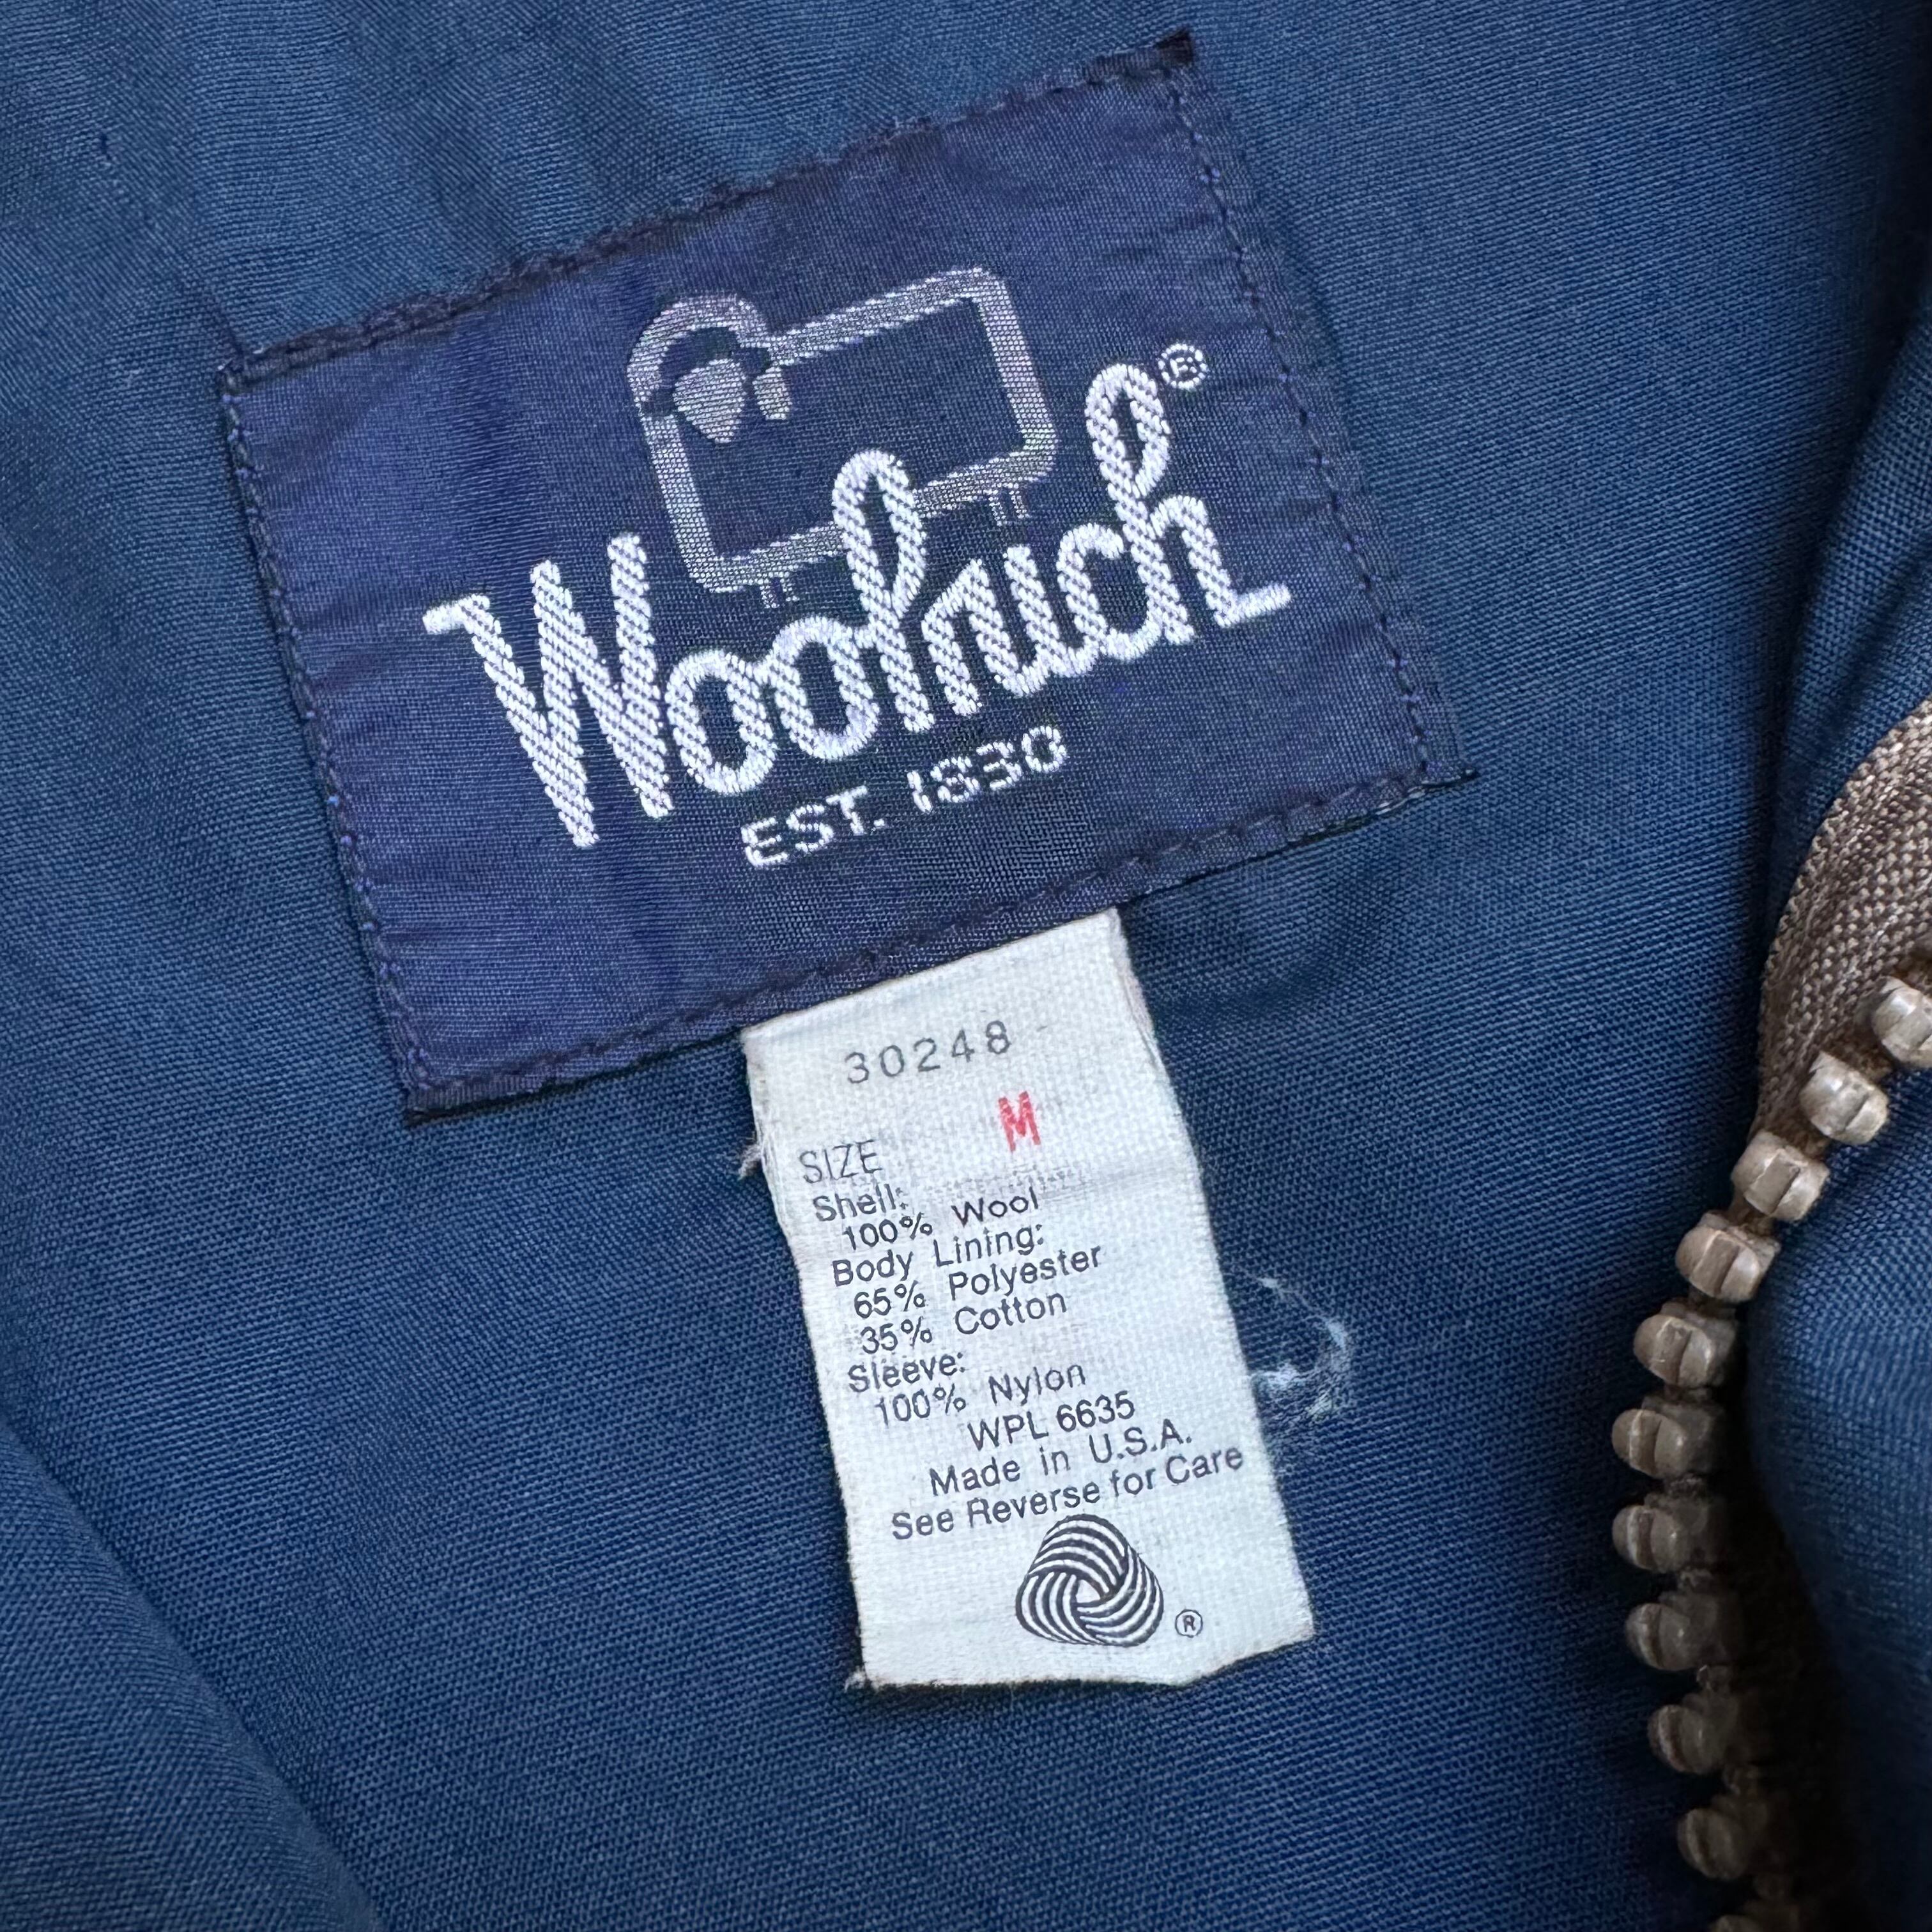 Woolrich®
EST. 1830
30248
M
SIZE
Shell:
100% Wool
Body Lining:
65% Polyester
35% Cotton
Sleeve:
100% Nylon
WPL 6635
Made in U.S.A.
See Reverse for Care
®